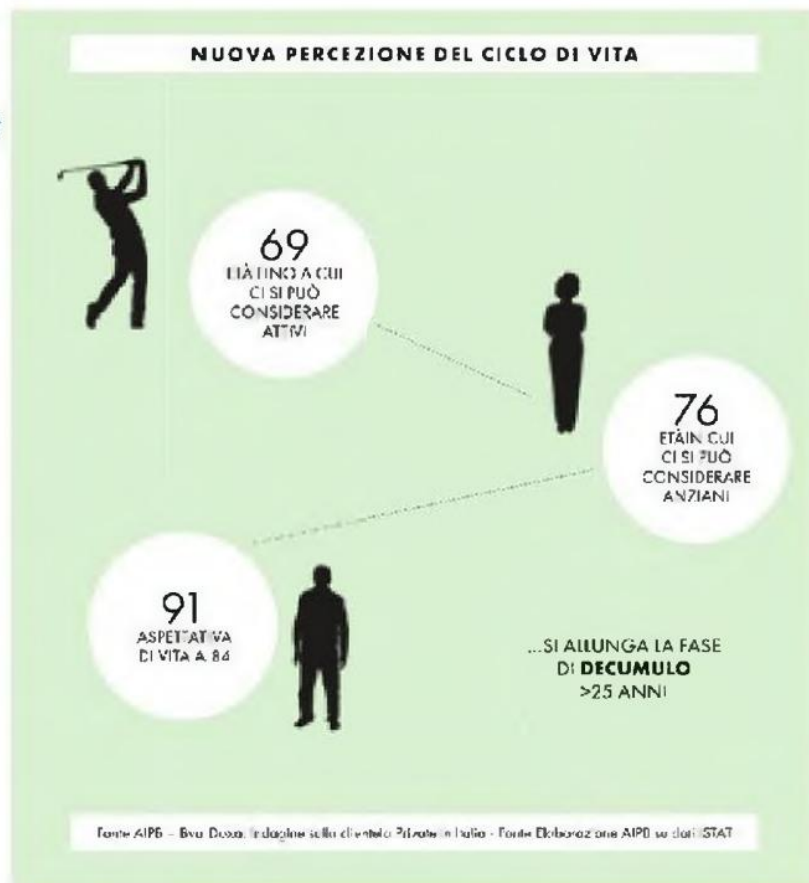 NUOVA PERCEZIONE DEL CICLO DI VITA
69
ETÀ FINO A CUI
CI SI PUÒ
CONSIDERARE
ATTIVI
76
ETÀ IN CUI
CI SI PUÒ
CONSIDERARE
ANZIANI
91
ASPETTATIVA
DI VITA A 84
...SI ALLUNGA LA FASE
DI DECUMULO
>25 ANNI
Fonte AIPB – Bva Doxa. Indagine sulla clientela Private in Italia - Fonte Elaborazione AIPB su dati ISTAT